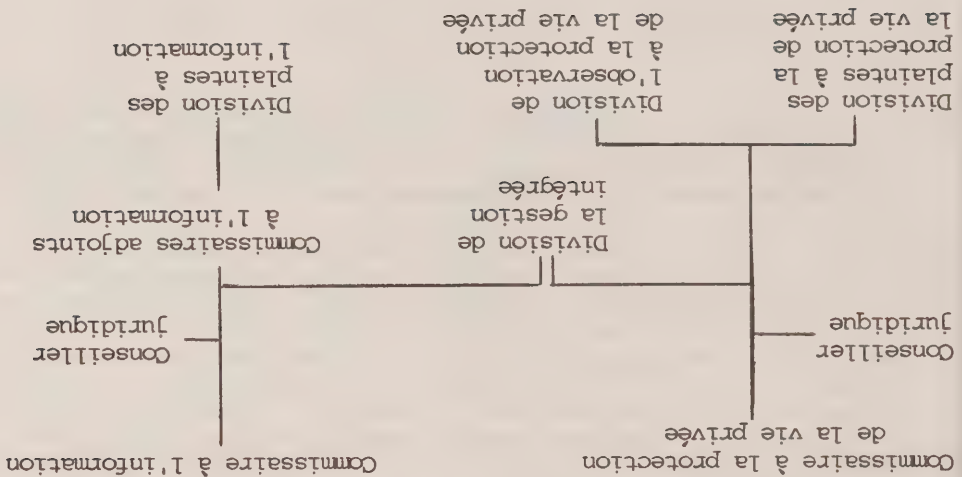 Commissaire à l'information
Commissaire à la protection
de la vie privée
Conseiller
juridique
Conseiller
juridique
Commissaires adjoints
à l'information
Division de
la gestion
intégrée
Division des
plaintes à
l'information
Division de
l'observation
à la protection
de la vie privée
Division des
plaintes à la
protection de
la vie privée